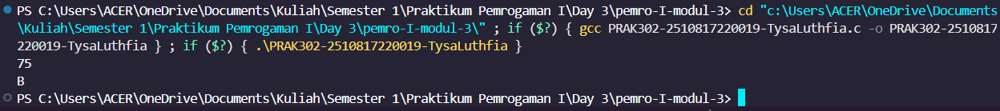 PS C:\Users\ACER\OneDrive\Documents\Kuliah\Semester 1\Praktikum Pemrogaman I\Day 3\pemro-I-modul-3> cd "c:\Users\ACER\OneDrive\Documents
\Kuliah\Semester 1\Praktikum Pemrogaman I\Day 3\pemro-I-modul-3\" ; if ($?) { gcc PRAK302-2510817220019-TysaLuthfia.c -o PRAK302-2510817
220019-TysaLuthfia } ; if ($?) { .\PRAK302-2510817220019-TysaLuthfia }
75
B
PS C:\Users\ACER\OneDrive\Documents\Kuliah\Semester 1\Praktikum Pemrogaman I\Day 3\pemro-I-modul-3>